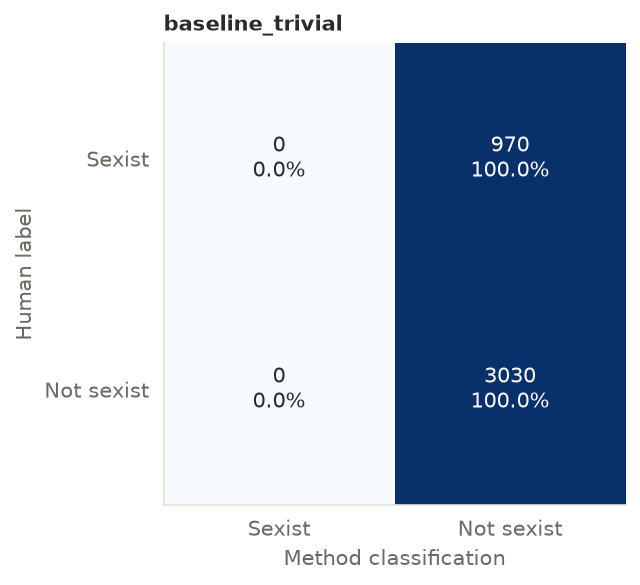 baseline_trivial
Human label
Sexist
0
0.0%
970
100.0%
Not sexist
0
0.0%
3030
100.0%
Sexist
Not sexist
Method classification